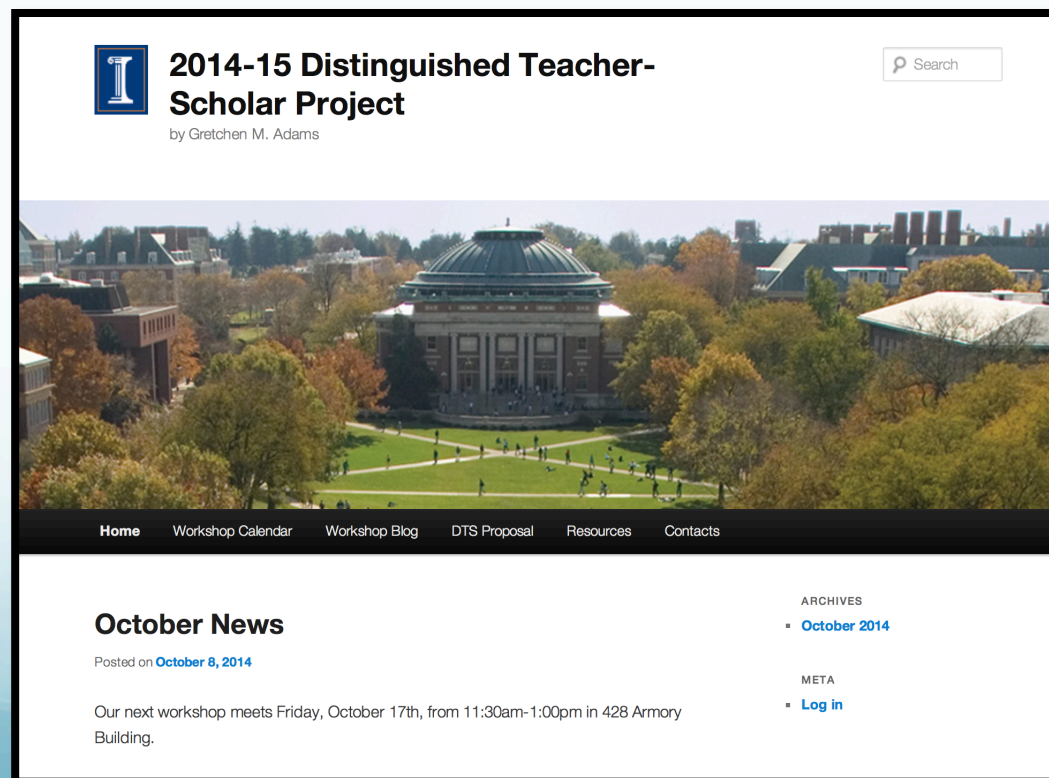 2014-15 Distinguished Teacher-
Scholar Project
by Gretchen M. Adams
Search
Home Workshop Calendar Workshop Blog DTS Proposal Resources Contacts
October News
Posted on October 8, 2014
Our next workshop meets Friday, October 17th, from 11:30am-1:00pm in 428 Armory
Building.
ARCHIVES
October 2014
META
Log in